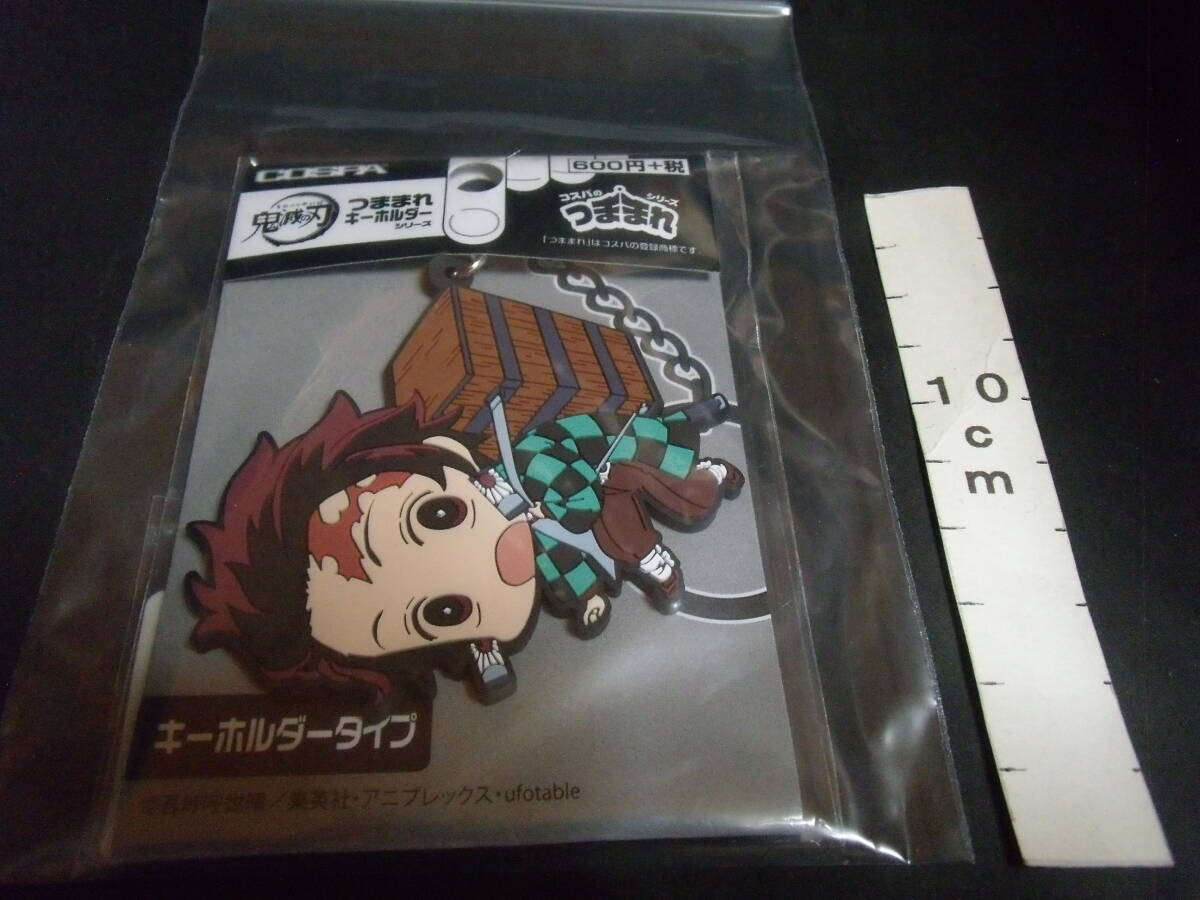 COSPA
600円+税
鬼滅の刃
つままれ
キーホルダー
シリーズ
コスパの
つままれ
シリーズ
「つままれ」はコスパの登録商標です
キーホルダータイプ
©吾峠呼世晴／集英社・アニプレックス・ufotable
10
cm